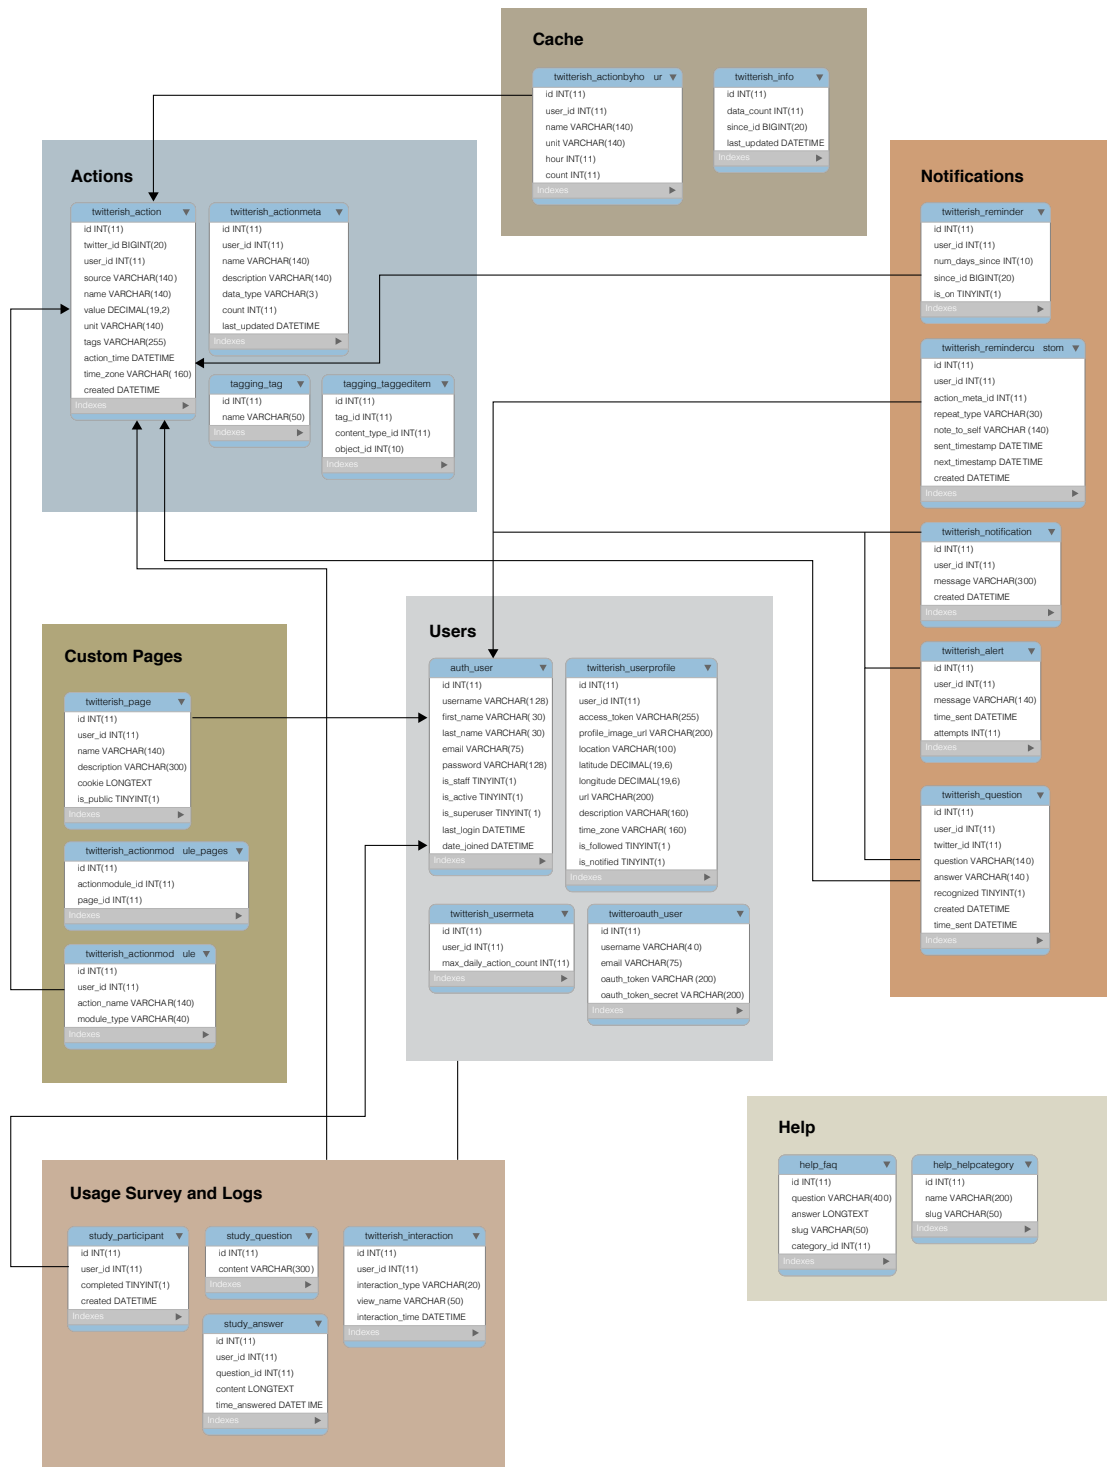 Cache
twitterish_actionbyho ur
id INT(11)
user_id INT(11)
name VARCHAR(140)
unit VARCHAR(140)
hour INT(11)
count INT(11)
Indexes
twitterish_info
id INT(11)
data_count INT(11)
since_id BIGINT(20)
last_updated DATETIME
Indexes
Actions
twitterish_action
id INT(11)
twitter_id BIGINT(20)
user_id INT(11)
source VARCHAR(140)
name VARCHAR(140)
value DECIMAL(19,2)
unit VARCHAR(140)
tags VARCHAR(255)
action_time DATETIME
time_zone VARCHAR(160)
created DATETIME
Indexes
twitterish_actionmeta
id INT(11)
user_id INT(11)
name VARCHAR(140)
description VARCHAR(140)
data_type VARCHAR(3)
count INT(11)
last_updated DATETIME
Indexes
tagging_tag
id INT(11)
name VARCHAR(50)
Indexes
tagging_taggeditem
id INT(11)
tag_id INT(11)
content_type_id INT(11)
object_id INT(10)
Indexes
Notifications
twitterish_reminder
id INT(11)
user_id INT(11)
num_days_since INT(10)
since_id BIGINT(20)
is_on TINYINT(1)
Indexes
twitterish_remindercu stom
id INT(11)
user_id INT(11)
action_meta_id INT(11)
repeat_type VARCHAR(30)
note_to_self VARCHAR (140)
sent_timestamp DATETIME
next_timestamp DATETIME
created DATETIME
Indexes
twitterish_notification
id INT(11)
user_id INT(11)
message VARCHAR(300)
created DATETIME
Indexes
twitterish_alert
id INT(11)
user_id INT(11)
message VARCHAR(140)
time_sent DATETIME
attempts INT(11)
Indexes
twitterish_question
id INT(11)
user_id INT(11)
twitter_id INT(11)
question VARCHAR(140)
answer VARCHAR(140)
recognized TINYINT(1)
created DATETIME
time_sent DATETIME
Indexes
Custom Pages
twitterish_page
id INT(11)
user_id INT(11)
name VARCHAR(140)
description VARCHAR(300)
cookie LONGTEXT
is_public TINYINT(1)
Indexes
twitterish_actionmod ule_pages
id INT(11)
actionmodule_id INT(11)
page_id INT(11)
Indexes
twitterish_actionmod ule
id INT(11)
user_id INT(11)
action_name VARCHAR(140)
module_type VARCHAR(40)
Indexes
Users
auth_user
id INT(11)
username VARCHAR(128)
first_name VARCHAR(30)
last_name VARCHAR(30)
email VARCHAR(75)
password VARCHAR(128)
is_staff TINYINT(1)
is_active TINYINT(1)
is_superuser TINYINT(1)
last_login DATETIME
date_joined DATETIME
Indexes
twitterish_userprofile
id INT(11)
user_id INT(11)
access_token VARCHAR(255)
profile_image_url VARCHAR(200)
location VARCHAR(100)
latitude DECIMAL(19,6)
longitude DECIMAL(19,6)
url VARCHAR(200)
description VARCHAR(160)
time_zone VARCHAR(160)
is_followed TINYINT(1)
is_notified TINYINT(1)
Indexes
twitterish_usermeta
id INT(11)
user_id INT(11)
max_daily_action_count INT(11)
Indexes
twitteroauth_user
id INT(11)
username VARCHAR(40)
email VARCHAR(75)
oauth_token VARCHAR (200)
oauth_token_secret VARCHAR(200)
Indexes
Help
help_faq
id INT(11)
question VARCHAR(400)
answer LONGTEXT
slug VARCHAR(50)
category_id INT(11)
Indexes
help_helpcategory
id INT(11)
name VARCHAR(200)
slug VARCHAR(50)
Indexes
Usage Survey and Logs
study_participant
id INT(11)
user_id INT(11)
completed TINYINT(1)
created DATETIME
Indexes
study_question
id INT(11)
content VARCHAR(300)
Indexes
twitterish_interaction
id INT(11)
user_id INT(11)
interaction_type VARCHAR(20)
view_name VARCHAR (50)
interaction_time DATETIME
Indexes
study_answer
id INT(11)
user_id INT(11)
question_id INT(11)
content LONGTEXT
time_answered DATETIME
Indexes